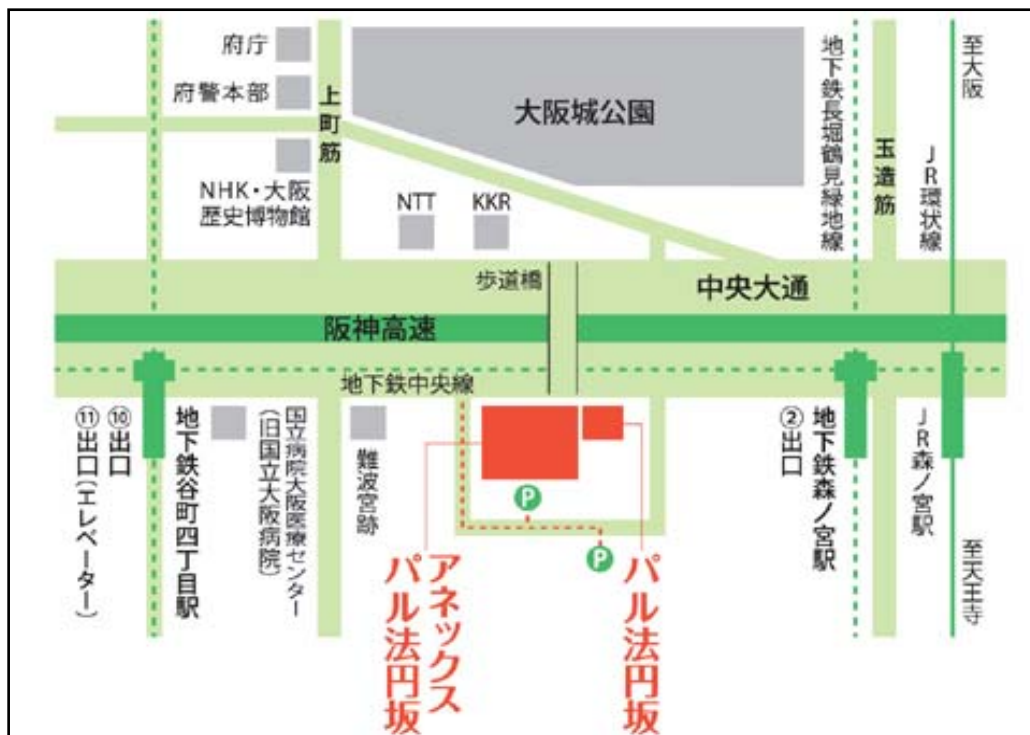 府庁
府警本部
上町筋
大阪城公園
地下鉄長堀鶴見緑地線
玉造筋
至大阪
JR環状線
NHK・大阪
歴史博物館
NTT
KKR
歩道橋
中央大通
阪神高速
地下鉄中央線
⑪出口(エレベーター)
⑩出口
地下鉄谷町四丁目駅
国立病院大阪医療センター
(旧国立大阪病院)
難波宮跡
P
P
アネックス
パル法円坂
パル法円坂
②出口
地下鉄森ノ宮駅
JR森ノ宮駅
至天王寺